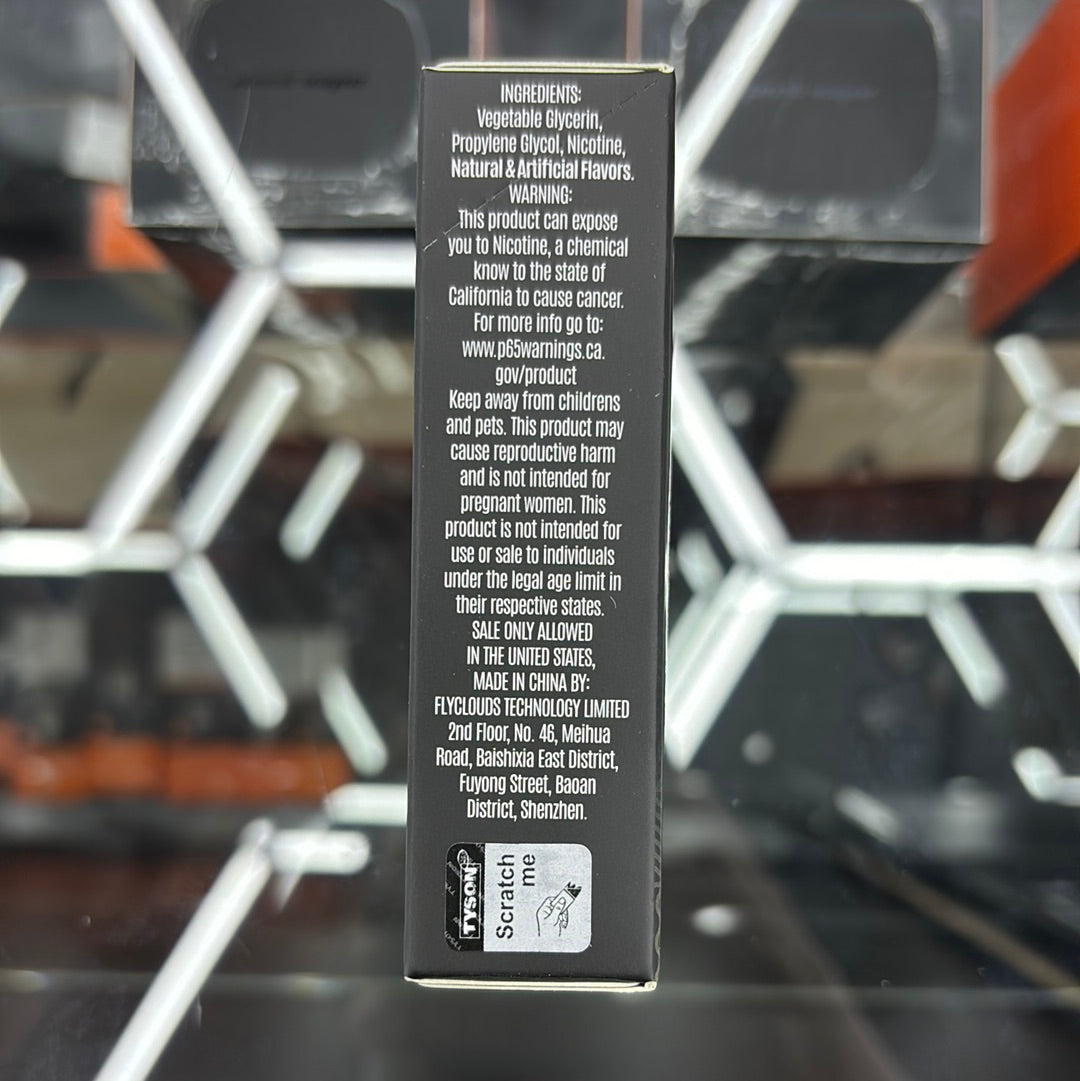 INGREDIENTS:
Vegetable Glycerin,
Propylene Glycol, Nicotine,
Natural & Artificial Flavors.
WARNING:
This product can expose
you to Nicotine, a chemical
know to the state of
California to cause cancer.
For more info go to:
www.p65warnings.ca.
gov/product
Keep away from childrens
and pets. This product may
cause reproductive harm
and is not intended for
pregnant women. This
product is not intended for
use or sale to individuals
under the legal age limit in
their respective states.
SALE ONLY ALLOWED
IN THE UNITED STATES,
MADE IN CHINA BY:
FLYCLOUDS TECHNOLOGY LIMITED
2nd Floor, No. 46, Meihua
Road, Baishixia East District,
Fuyong Street, Baoan
District, Shenzhen.
TYSON
Scratch
me